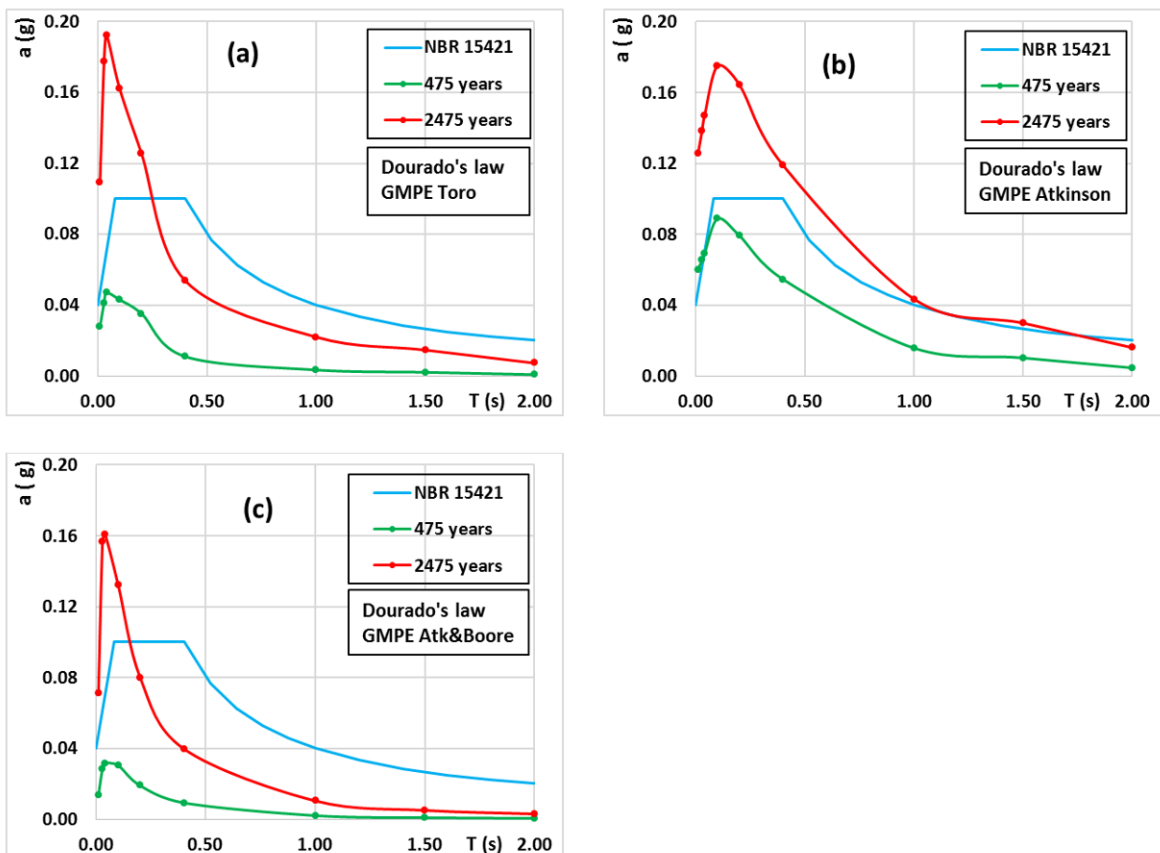 a (g)
0.20
0.16
0.12
0.08
0.04
0.00
0.00
0.50
1.00
1.50
T (s)
2.00
(a)
NBR 15421
475 years
2475 years
Dourado's law
GMPE Toro
a ( g)
0.20
0.16
0.12
0.08
0.04
0.00
0.00
0.50
1.00
1.50
T (s)
2.00
(b)
NBR 15421
475 years
2475 years
Dourado's law
GMPE Atkinson
a ( g)
0.20
0.16
0.12
0.08
0.04
0.00
0.00
0.50
1.00
T (s)
1.50
2.00
(c)
NBR 15421
475 years
2475 years
Dourado's law
GMPE Atk&Boore